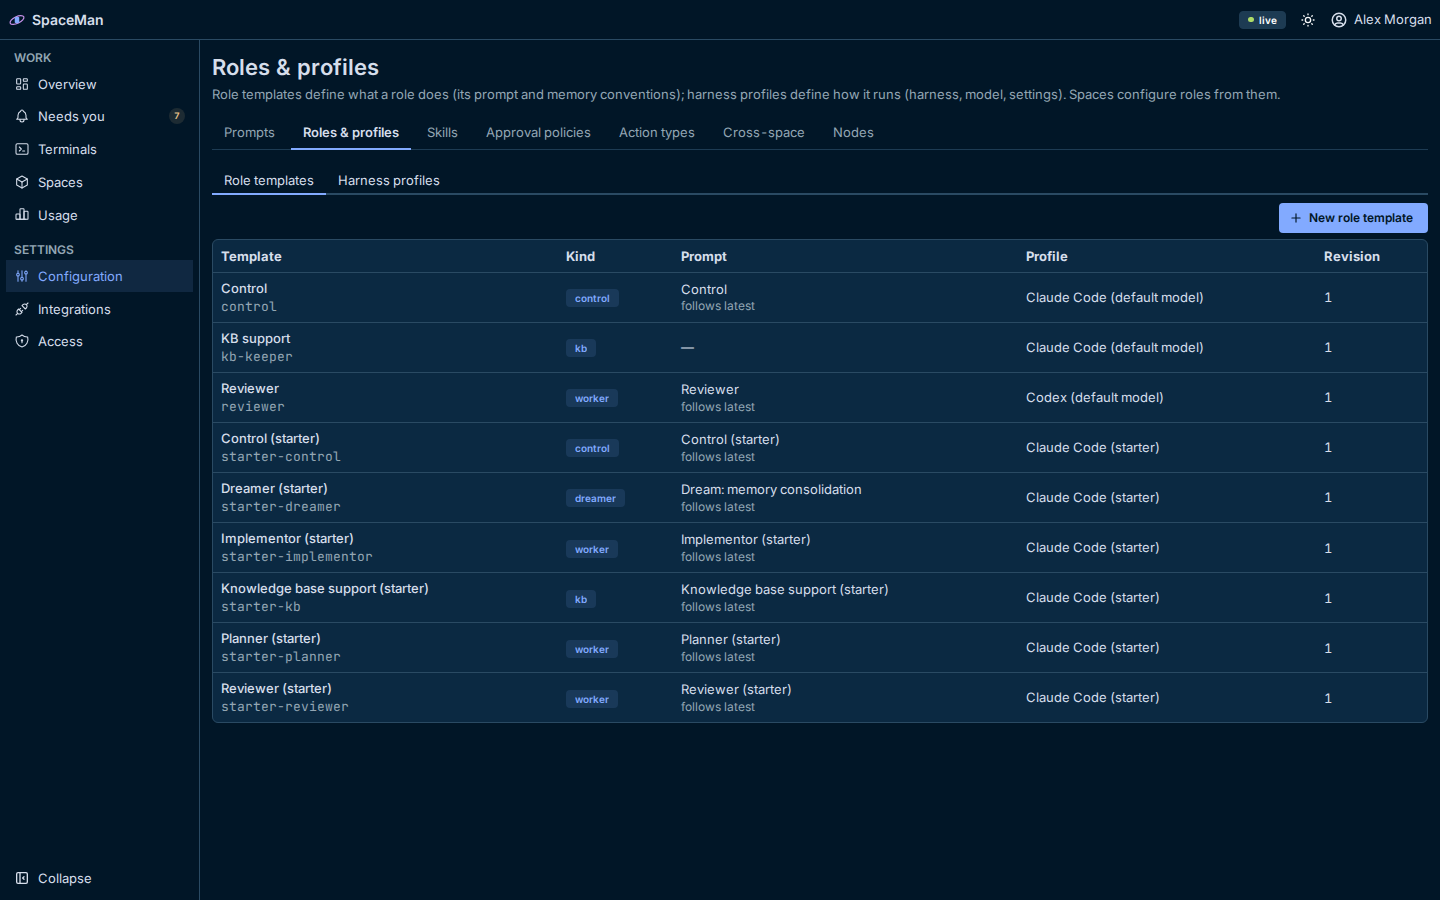 SpaceMan
live
Alex Morgan
WORK
Overview
Needs you 7
Terminals
Spaces
Usage
SETTINGS
Configuration
Integrations
Access
Collapse
Roles & profiles
Role templates define what a role does (its prompt and memory conventions); harness profiles define how it runs (harness, model, settings). Spaces configure roles from them.
Prompts Roles & profiles Skills Approval policies Action types Cross-space Nodes
Role templates Harness profiles
+ New role template
Template Kind Prompt Profile Revision
Control
control
control
Control
follows latest
Claude Code (default model)
1
KB support
kb-keeper
kb
—
Claude Code (default model)
1
Reviewer
reviewer
worker
Reviewer
follows latest
Codex (default model)
1
Control (starter)
starter-control
control
Control (starter)
follows latest
Claude Code (starter)
1
Dreamer (starter)
starter-dreamer
dreamer
Dream: memory consolidation
follows latest
Claude Code (starter)
1
Implementor (starter)
starter-implementor
worker
Implementor (starter)
follows latest
Claude Code (starter)
1
Knowledge base support (starter)
starter-kb
kb
Knowledge base support (starter)
follows latest
Claude Code (starter)
1
Planner (starter)
starter-planner
worker
Planner (starter)
follows latest
Claude Code (starter)
1
Reviewer (starter)
starter-reviewer
worker
Reviewer (starter)
follows latest
Claude Code (starter)
1